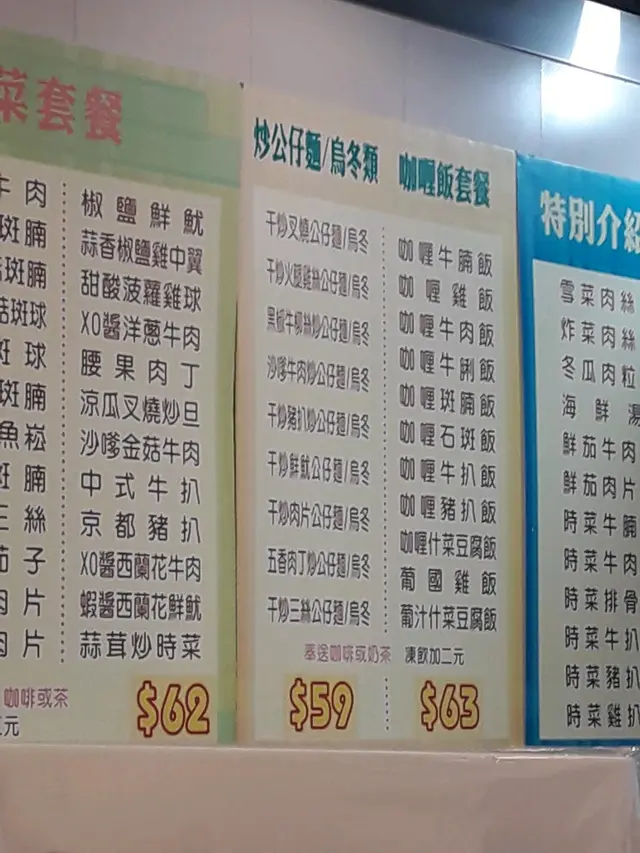 菜套餐
牛肉
斑腩
斑腩
菇斑球
斑球
斑腩
魚崧
斑腩
三絲
茄子
肉片
肉片
椒鹽鮮魷
蒜香椒鹽雞中翼
甜酸菠蘿雞球
XO醬洋蔥牛肉
腰果肉丁
涼瓜叉燒炒旦
沙嗲金菇牛肉
中式牛扒
京都豬扒
XO醬西蘭花牛肉
蝦醬西蘭花鮮魷
蒜茸炒時菜
咖啡或茶
元
$62
炒公仔麵/烏冬類
干炒叉燒公仔麵/烏冬
干炒火腿雞絲公仔麵/烏冬
黑椒牛柳絲炒公仔麵/烏冬
沙嗲牛肉炒公仔麵/烏冬
干炒豬扒炒公仔麵/烏冬
干炒鮮魷公仔麵/烏冬
干炒肉片公仔麵/烏冬
五香肉丁炒公仔麵/烏冬
干炒三絲公仔麵/烏冬
咖喱飯套餐
咖喱牛腩飯
咖喱雞飯
咖喱牛肉飯
咖喱牛脷飯
咖喱斑腩飯
咖喱石斑飯
咖喱牛扒飯
咖喱豬扒飯
咖喱什菜豆腐飯
葡國雞飯
葡汁什菜豆腐飯
奉送咖啡或奶茶 凍飲加二元
$59
$63
特別介紹
雪菜肉絲
炸菜肉絲
冬瓜肉粒
海鮮湯
鮮茄牛肉
鮮茄肉片
時菜牛腩
時菜牛肉
時菜排骨
時菜牛扒
時菜豬扒
時菜雞扒